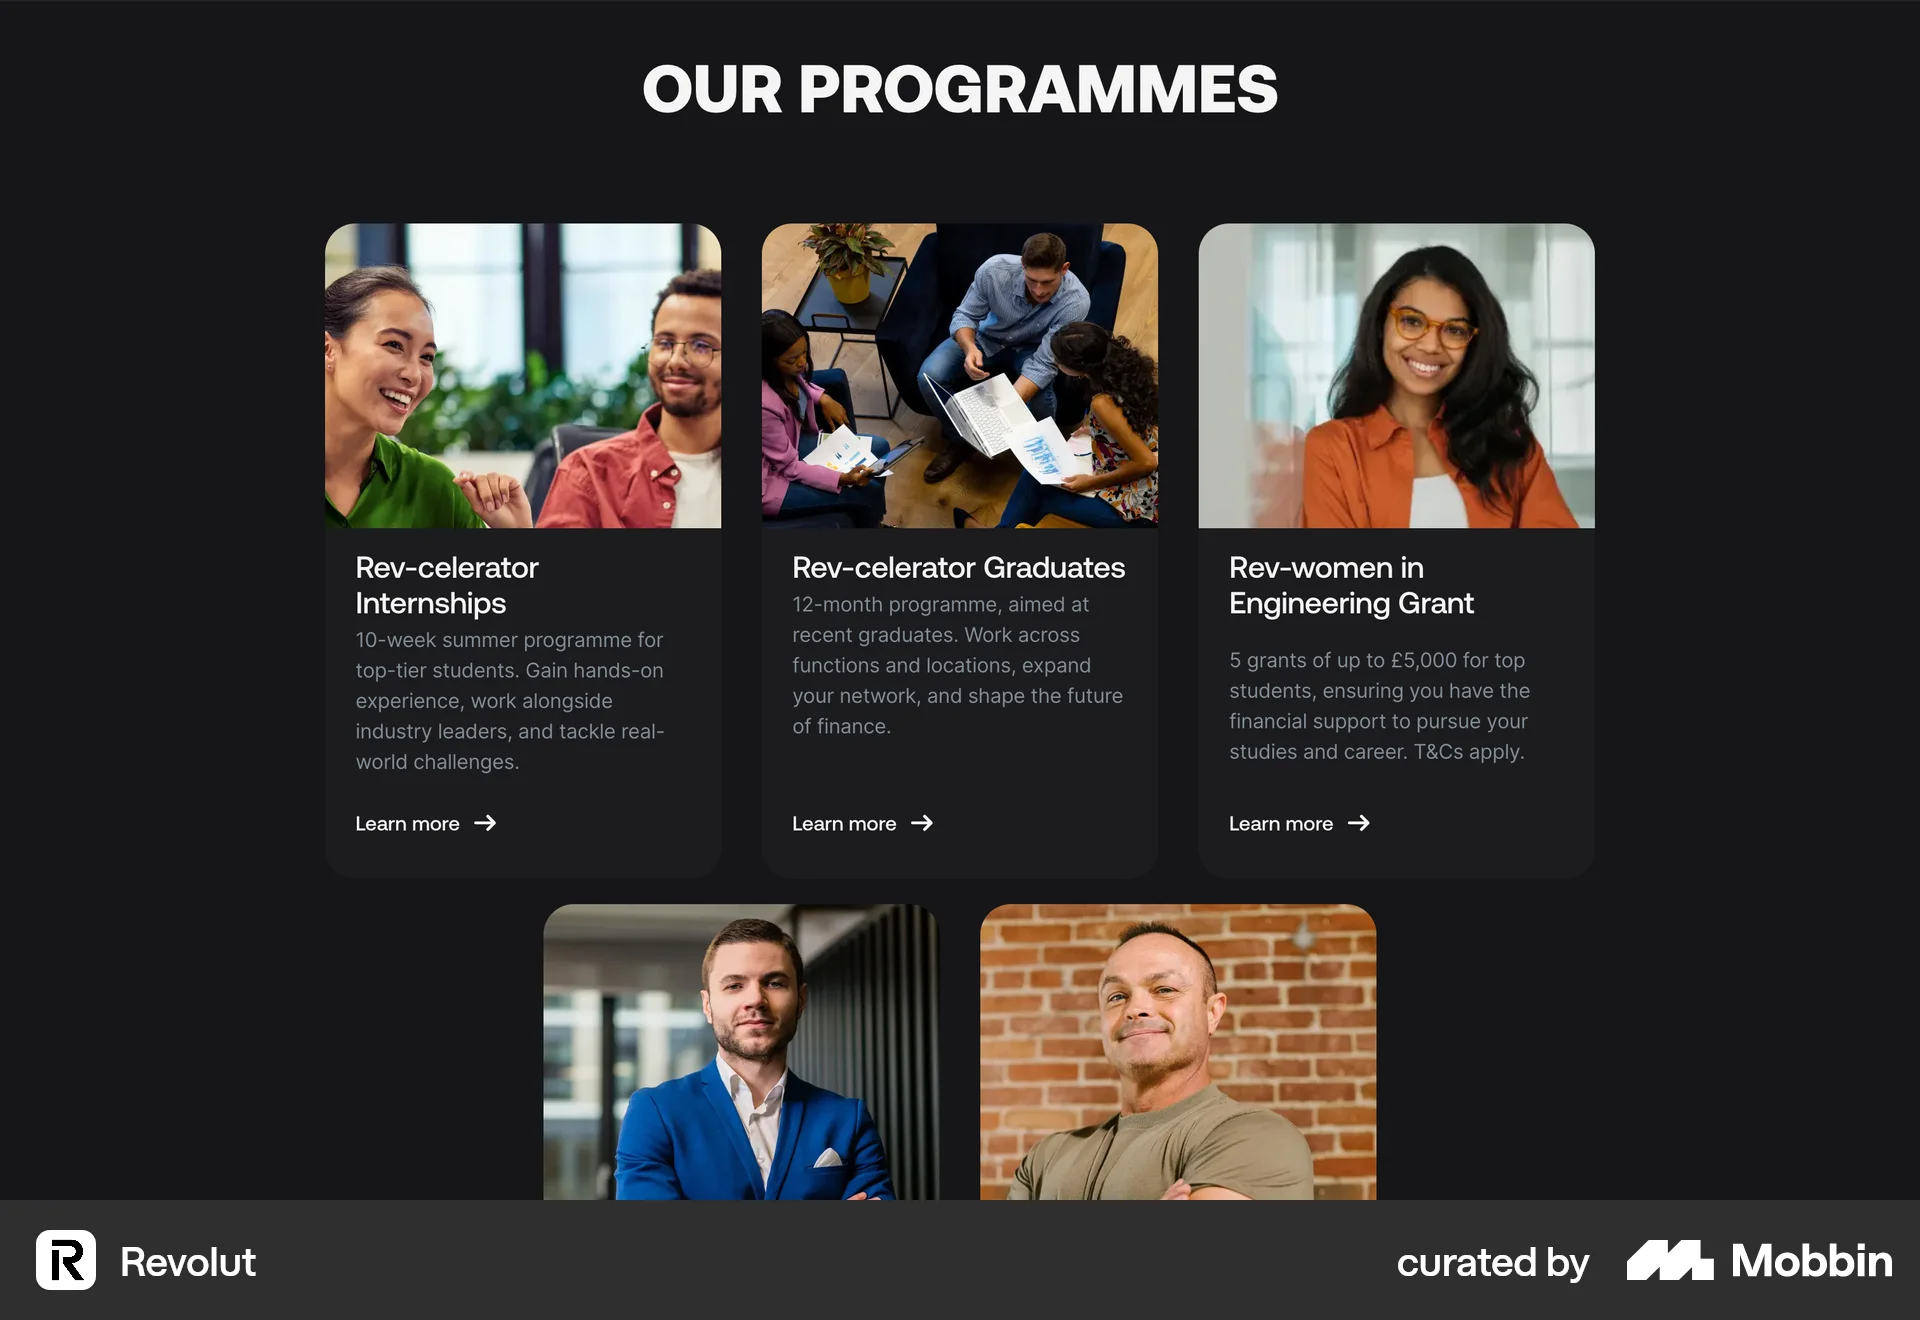 OUR PROGRAMMES
Rev-celerator
Internships
10-week summer programme for
top-tier students. Gain hands-on
experience, work alongside
industry leaders, and tackle real-
world challenges.
Learn more
Rev-celerator Graduates
12-month programme, aimed at
recent graduates. Work across
functions and locations, expand
your network, and shape the future
of finance.
Learn more
Rev-women in
Engineering Grant
5 grants of up to £5,000 for top
students, ensuring you have the
financial support to pursue your
studies and career. T&Cs apply.
Learn more
Revolut
curated by Mobbin